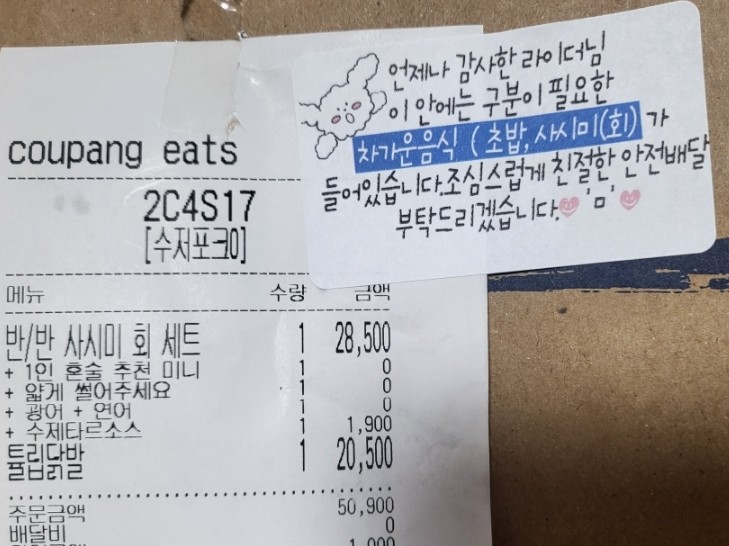 coupang eats
2C4S17
[수저포크O]
메뉴 수량 금액
반/반 사시미 회 세트 1 28,500
+ 1인 혼술 추천 미니 1 0
+ 얇게 썰어주세요 1 0
+ 광어 + 연어 1 0
+ 수제타르소스 1 1,900
튤립닭발 1 20,500
주문금액 50,900
배달비 0
언제나 감사한 라이더님
이 안에는 구분이 필요한
차가운음식 ( 초밥, 사시미(회) 가
들어있습니다.조심스럽게 친절한 안전배달
부탁드리겠습니다.